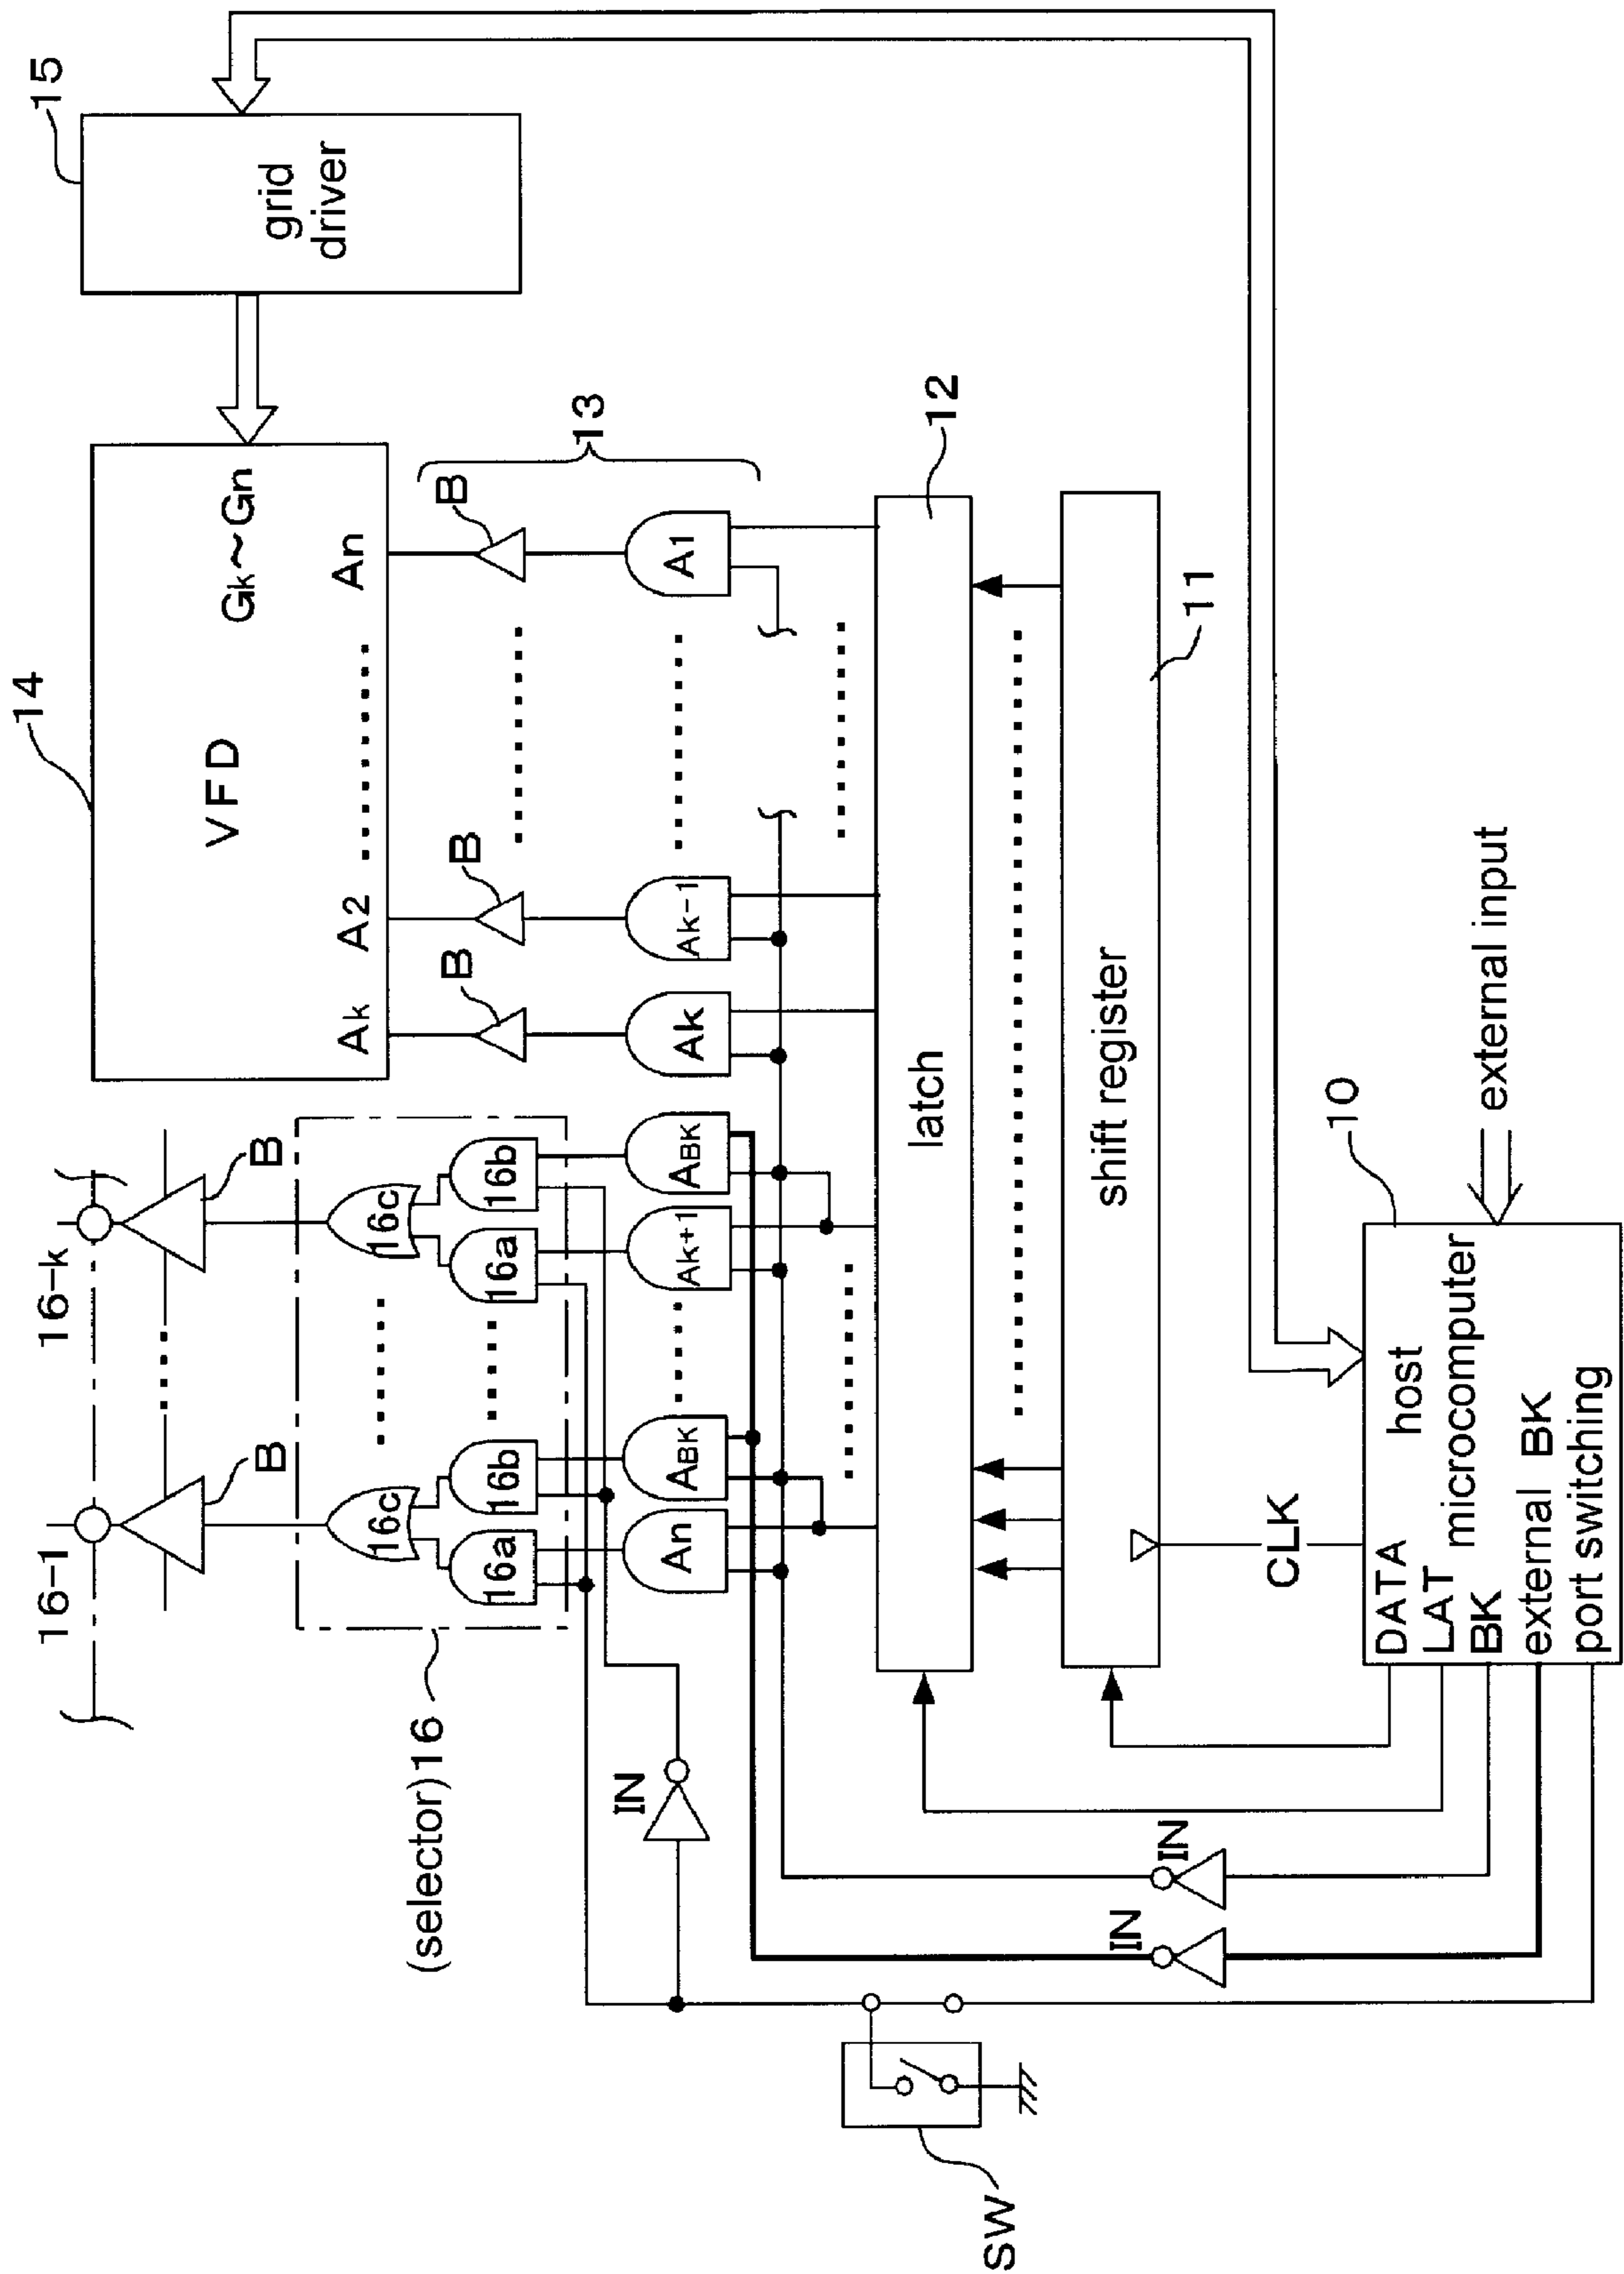 16-1
16-k
14
15
B
B
VFD
Gk~Gn
grid
driver
Ak
A2
An
(selector)16
16c
16c
16a
16b
16a
16b
B
B
B
13
IN
An
ABK
Ak+1
ABK
Ak
Ak-1
A1
SW
latch
12
IN
IN
shift register
11
CLK
10
DATA
LAT
BK
external BK
port switching
host
microcomputer
external input